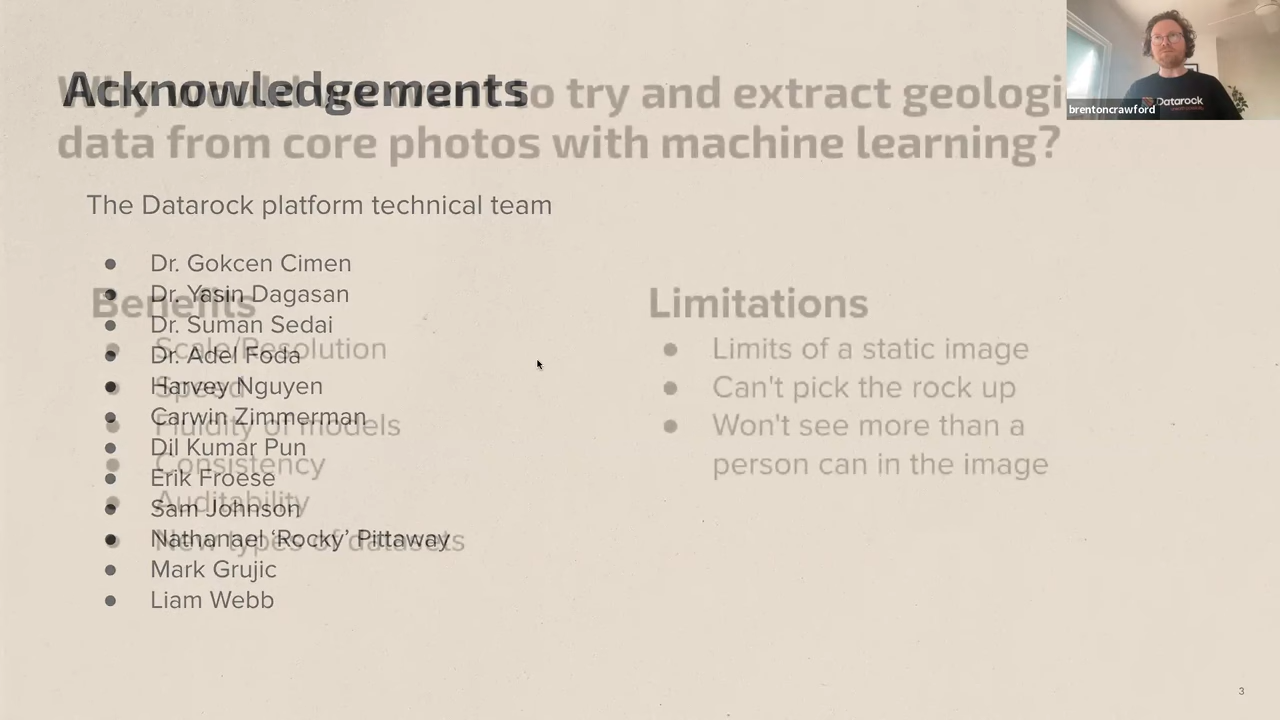 Acknowledgements
to try and extract geologi
data from core photos with machine learning?
brentoncrawford
Datarock
The Datarock platform technical team
● Dr. Gokcen Cimen
● Dr. Yasin Dagasan
● Dr. Suman Sedai
● Dr. Adel Foda
● Harvey Nguyen
● Carwin Zimmerman
● Dil Kumar Pun
● Erik Froese
● Sam Johnson
● Nathanael ‘Rocky’ Pittaway
● Mark Grujic
● Liam Webb
Benefits
● Scale/Resolution
● Speed
● Fluidity of models
● Consistency
● Auditability
● New types of datasets
Limitations
● Limits of a static image
● Can't pick the rock up
● Won't see more than a
person can in the image
3